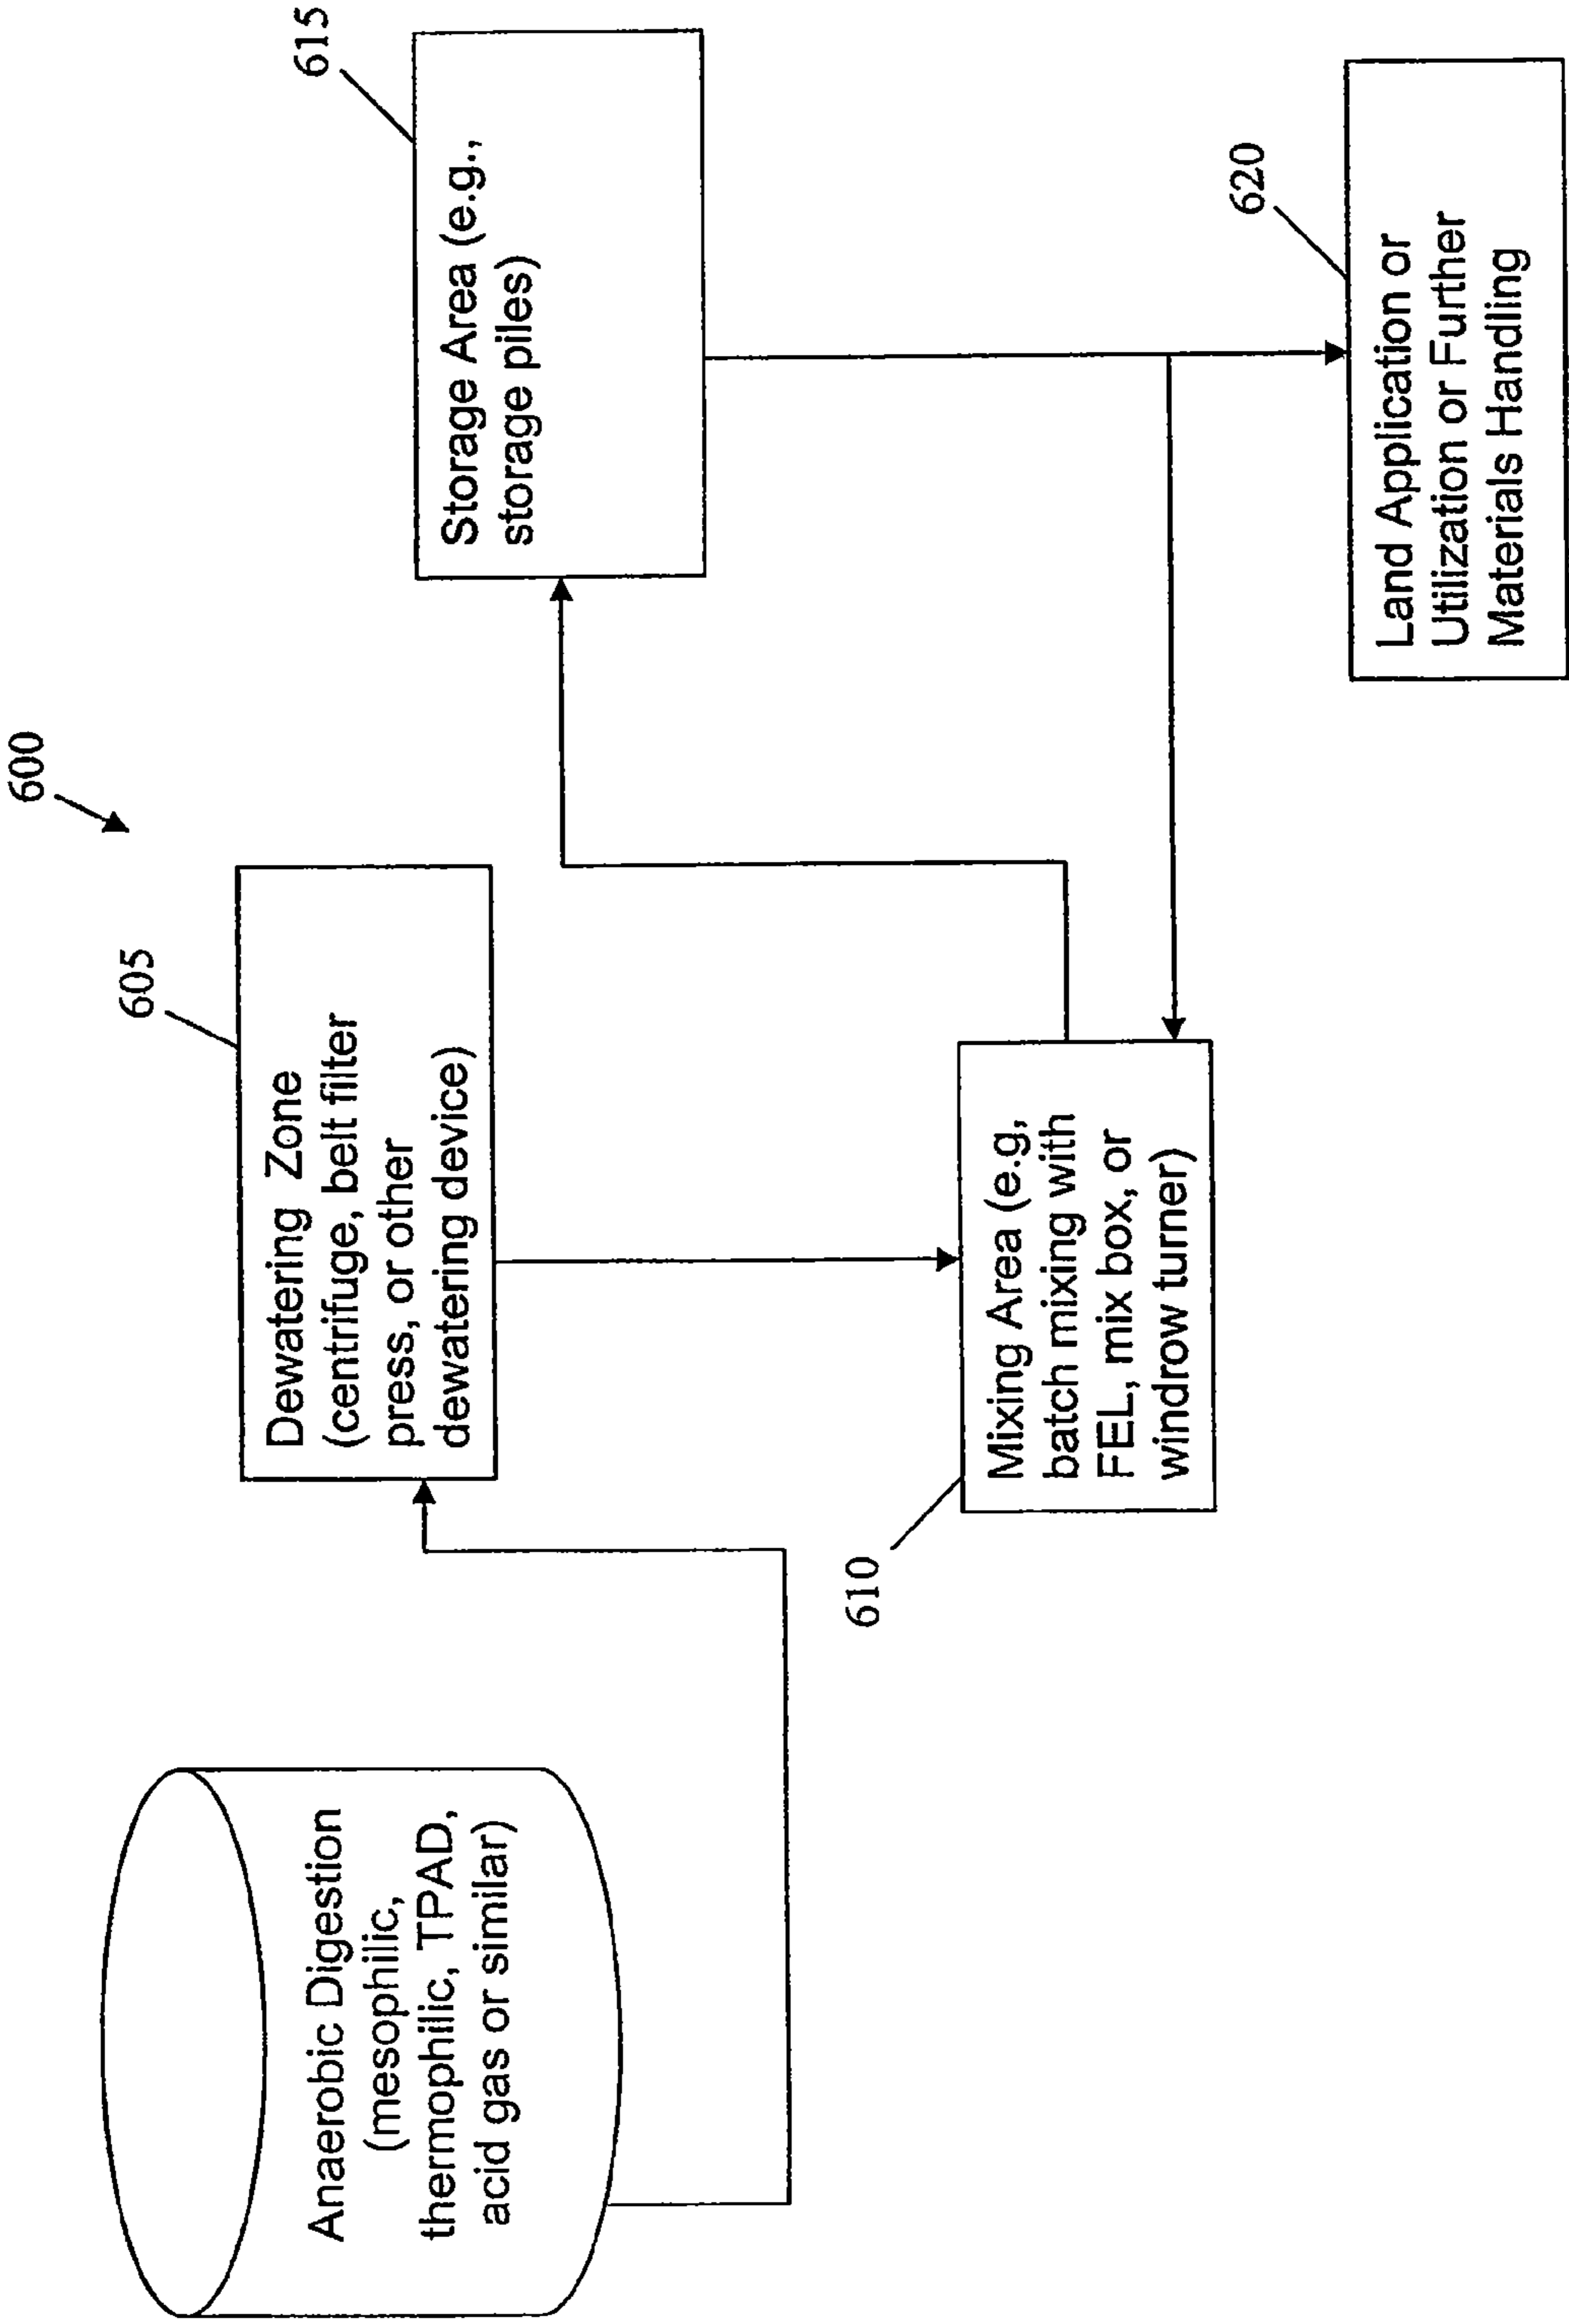 600
Anaerobic Digestion
(mesophilic,
thermophilic, TPAD,
acid gas or similar)
605
Dewatering Zone
(centrifuge, belt filter
press, or other
dewatering device)
610
Mixing Area (e.g,
batch mixing with
FEL, mix box, or
windrow turner)
615
Storage Area (e.g.,
storage piles)
620
Land Application or
Utilization or Further
Materials Handling